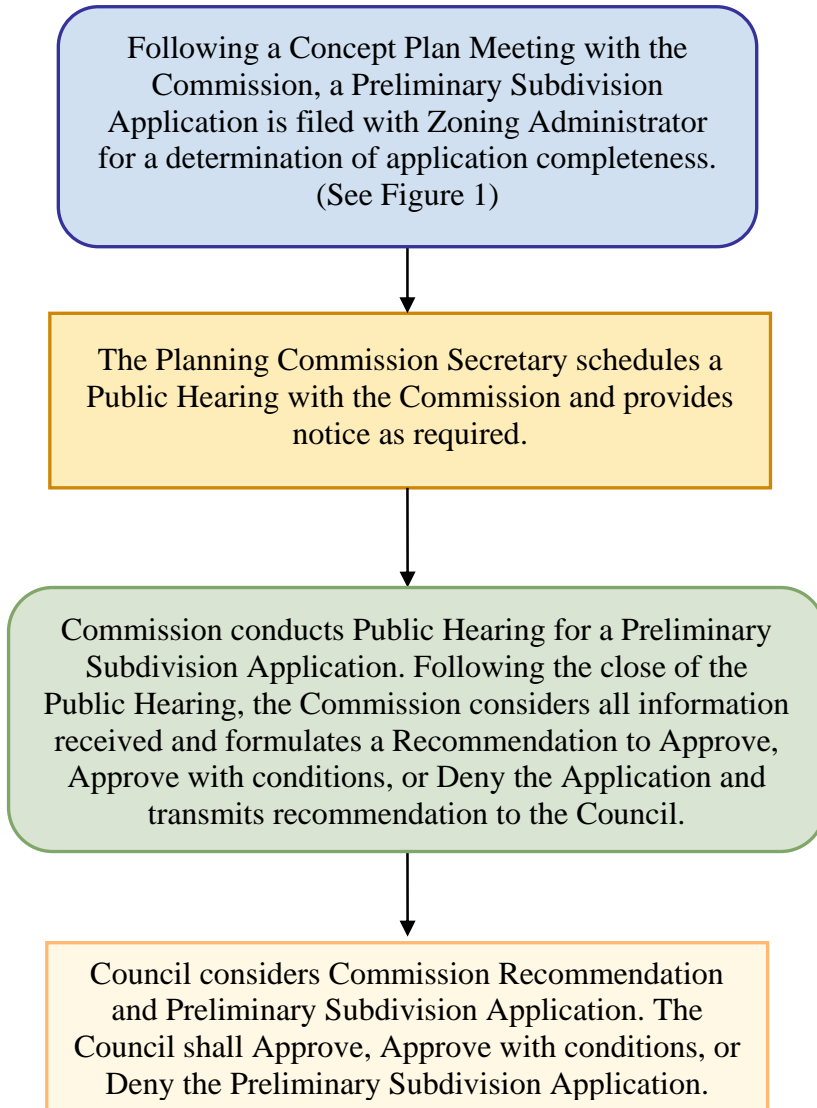 Following a Concept Plan Meeting with the
Commission, a Preliminary Subdivision
Application is filed with Zoning Administrator
for a determination of application completeness.
(See Figure 1)
The Planning Commission Secretary schedules a
Public Hearing with the Commission and provides
notice as required.
Commission conducts Public Hearing for a Preliminary
Subdivision Application. Following the close of the
Public Hearing, the Commission considers all information
received and formulates a Recommendation to Approve,
Approve with conditions, or Deny the Application and
transmits recommendation to the Council.
Council considers Commission Recommendation
and Preliminary Subdivision Application. The
Council shall Approve, Approve with conditions, or
Deny the Preliminary Subdivision Application.